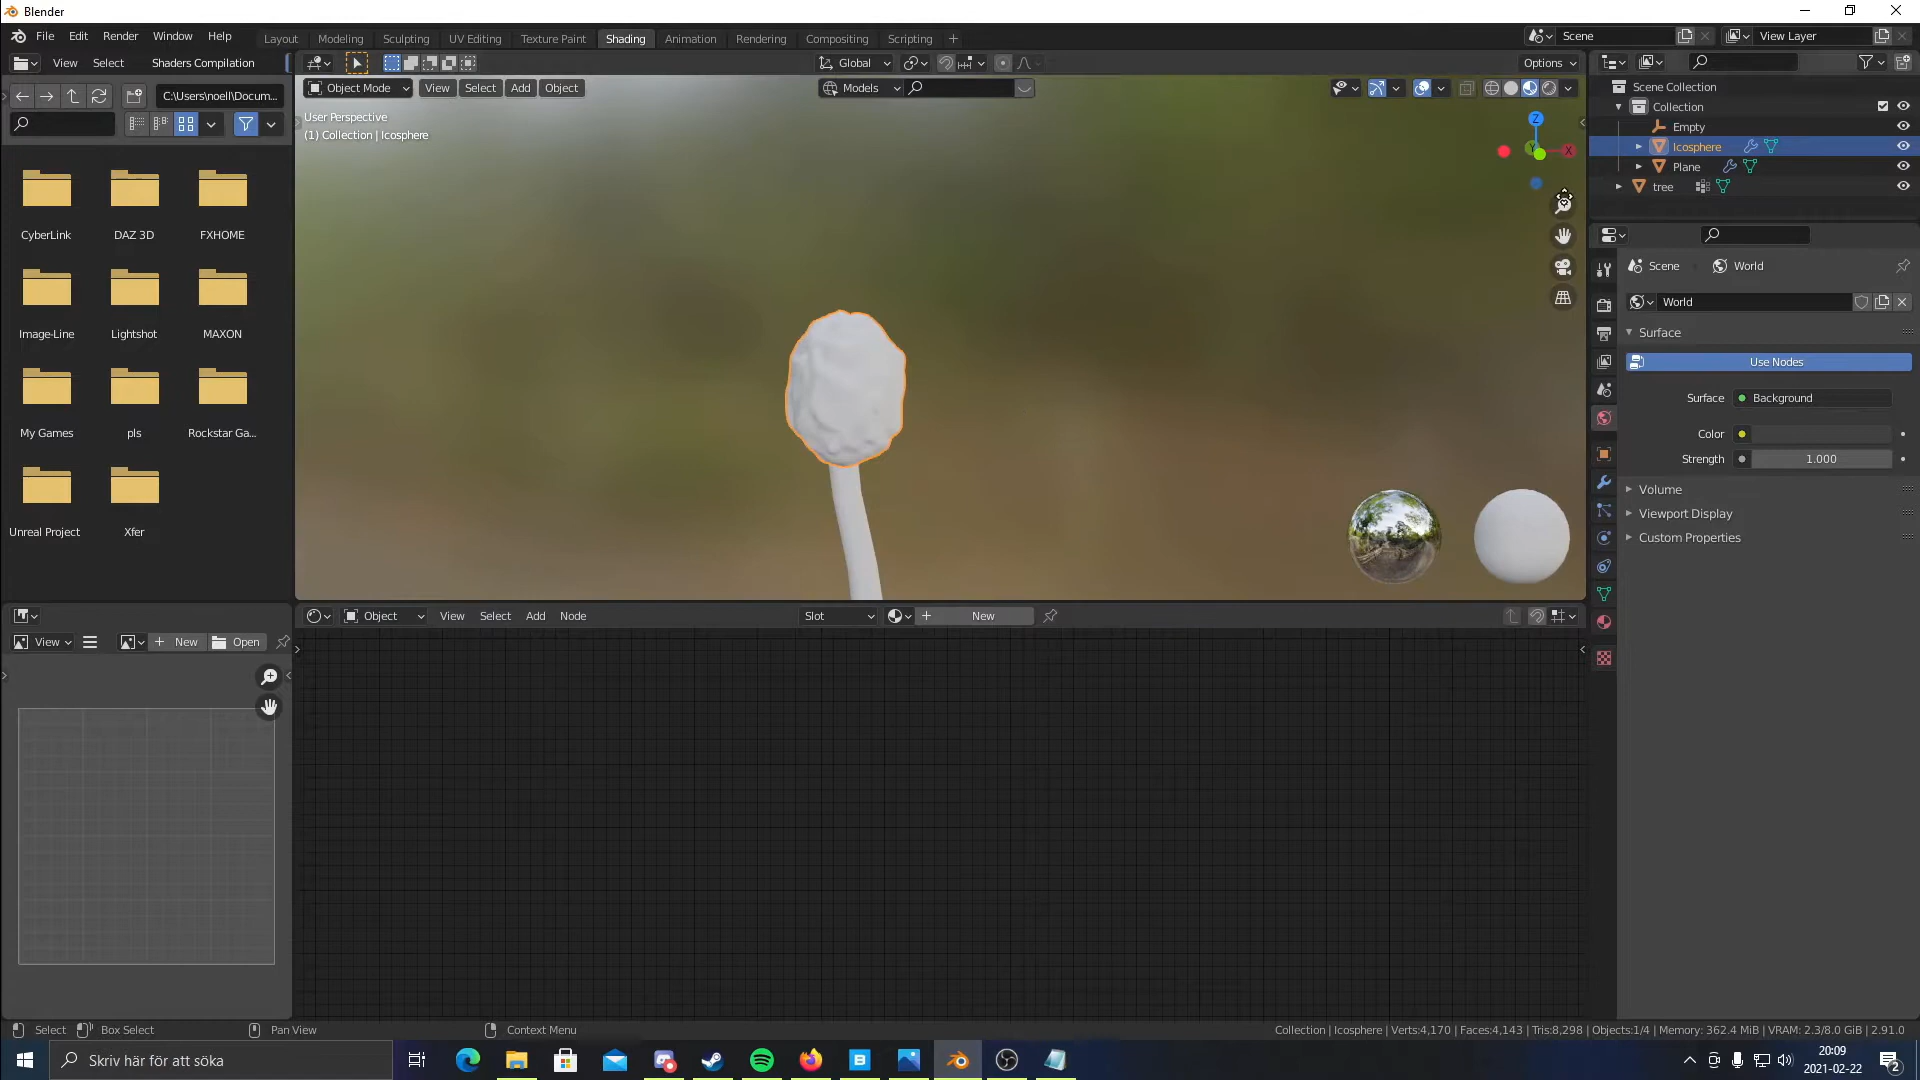 Blender
File Edit Render Window Help Layout Modeling Sculpting UV Editing Texture Paint Shading Animation Rendering Compositing Scripting Scene View Layer
View Select Shaders Compilation Global Options
C:\Users\noell\Docum... Object Mode View Select Add Object Models
User Perspective
(1) Collection | Icosphere
Z
X
Scene Collection
Collection
Empty
Icosphere
Plane
tree
CyberLink DAZ 3D FXHOME
Image-Line Lightshot MAXON
My Games pls Rockstar Ga...
Unreal Project Xfer
Scene World
World
Surface
Use Nodes
Surface Background
Color
Strength 1.000
Volume
Viewport Display
Custom Properties
Object View Select Add Node Slot New
View New Open
Select Box Select Pan View Context Menu
Collection | Icosphere | Verts:4,170 | Faces:4,143 | Tris:8,298 | Objects:1/4 | Memory: 362.4 MiB | VRAM: 2.3/8.0 GiB | 2.91.0
Skriv här för att söka
20:09
2021-02-22
2